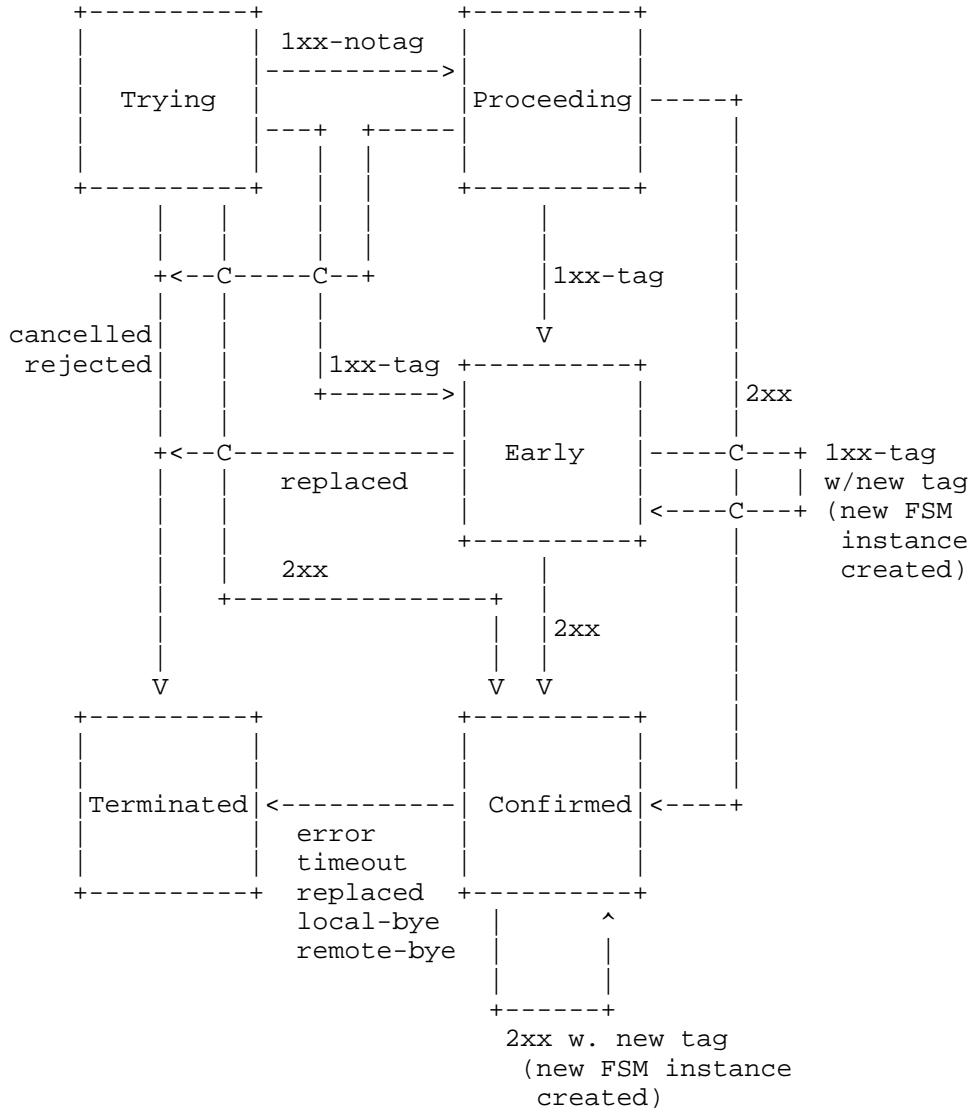 1xx-notag
Trying
Proceeding
C C
1xx-tag
cancelled
rejected
V
1xx-tag
2xx
C Early C 1xx-tag
replaced w/new tag
C (new FSM
instance
2xx created)
2xx
V V V
Terminated Confirmed
error
timeout
replaced
local-bye
remote-bye
2xx w. new tag
(new FSM instance
created)